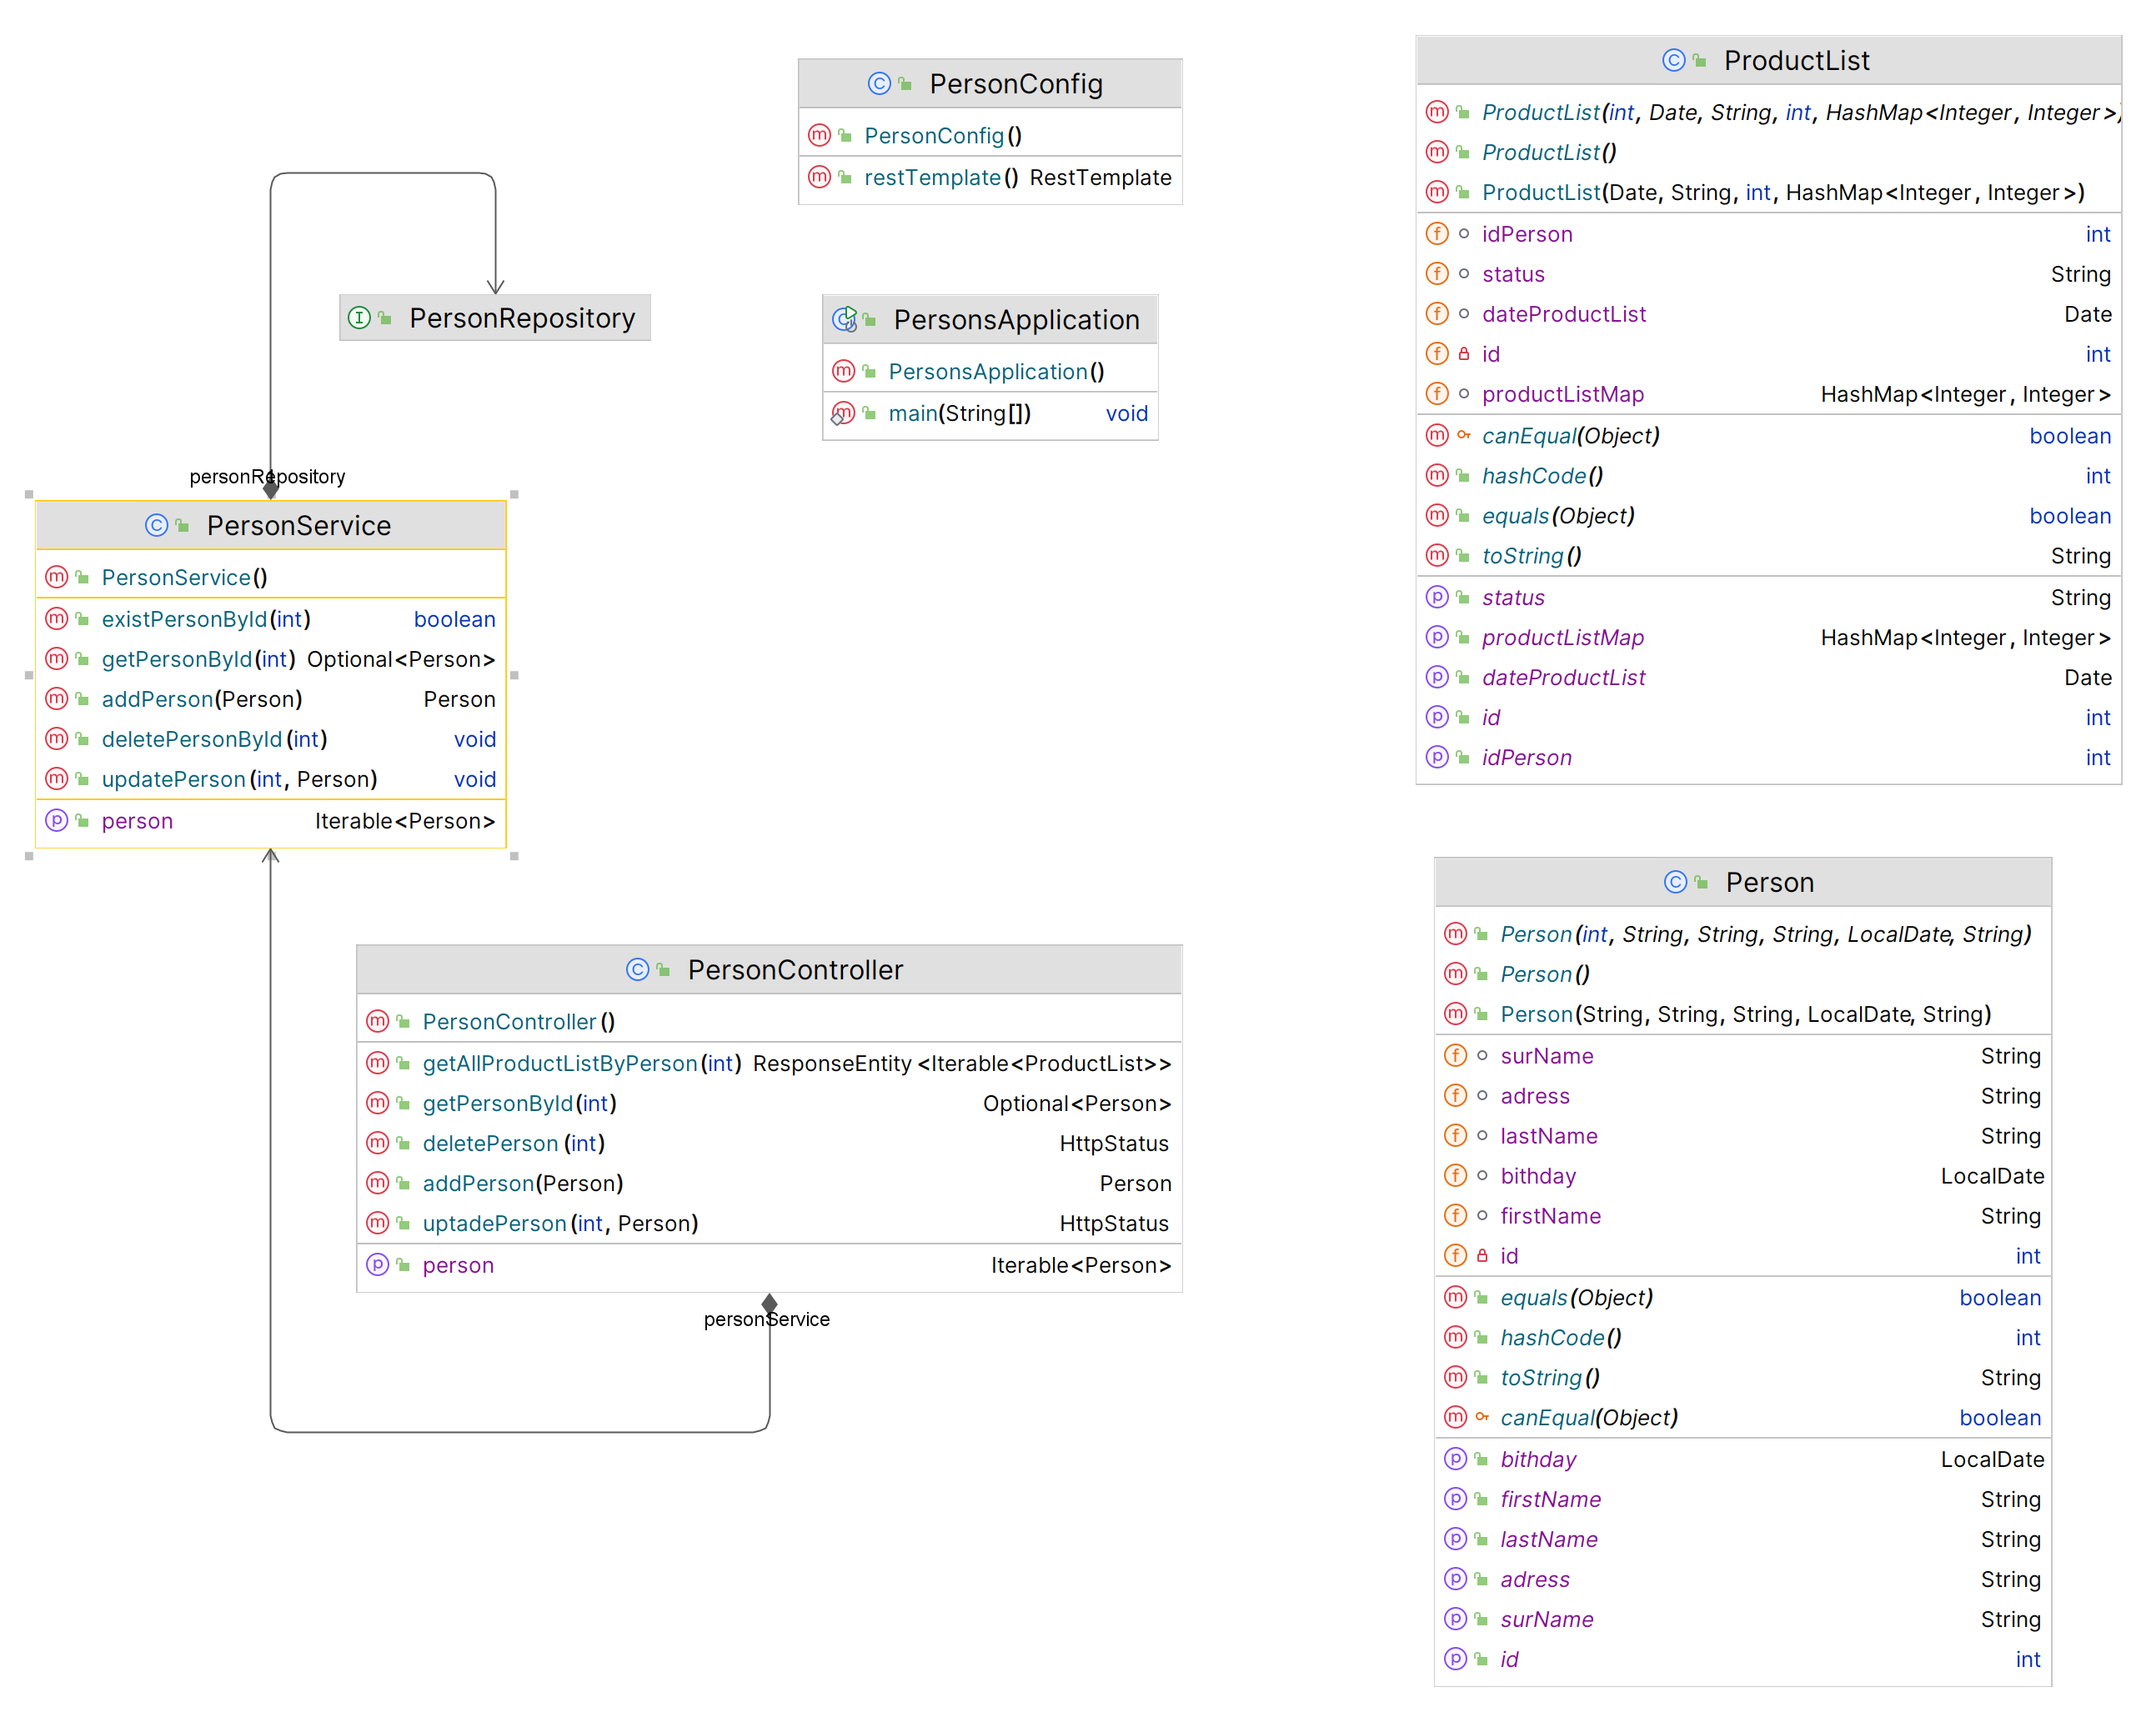 PersonConfig
PersonConfig()
restTemplate() RestTemplate
PersonRepository
PersonsApplication
PersonsApplication()
main(String[]) void
personRepository
PersonService
PersonService()
existPersonById(int) boolean
getPersonById(int) Optional<Person>
addPerson(Person) Person
deletePersonById(int) void
updatePerson(int, Person) void
person Iterable<Person>
PersonController
PersonController()
getAllProductListByPerson(int) ResponseEntity<Iterable<ProductList>>
getPersonById(int) Optional<Person>
deletePerson(int) HttpStatus
addPerson(Person) Person
uptadePerson(int, Person) HttpStatus
person Iterable<Person>
personService
ProductList
ProductList(int, Date, String, int, HashMap<Integer, Integer>)
ProductList()
ProductList(Date, String, int, HashMap<Integer, Integer>)
idPerson int
status String
dateProductList Date
id int
productListMap HashMap<Integer, Integer>
canEqual(Object) boolean
hashCode() int
equals(Object) boolean
toString() String
status String
productListMap HashMap<Integer, Integer>
dateProductList Date
id int
idPerson int
Person
Person(int, String, String, String, LocalDate, String)
Person()
Person(String, String, String, LocalDate, String)
surName String
adress String
lastName String
bithday LocalDate
firstName String
id int
equals(Object) boolean
hashCode() int
toString() String
canEqual(Object) boolean
bithday LocalDate
firstName String
lastName String
adress String
surName String
id int